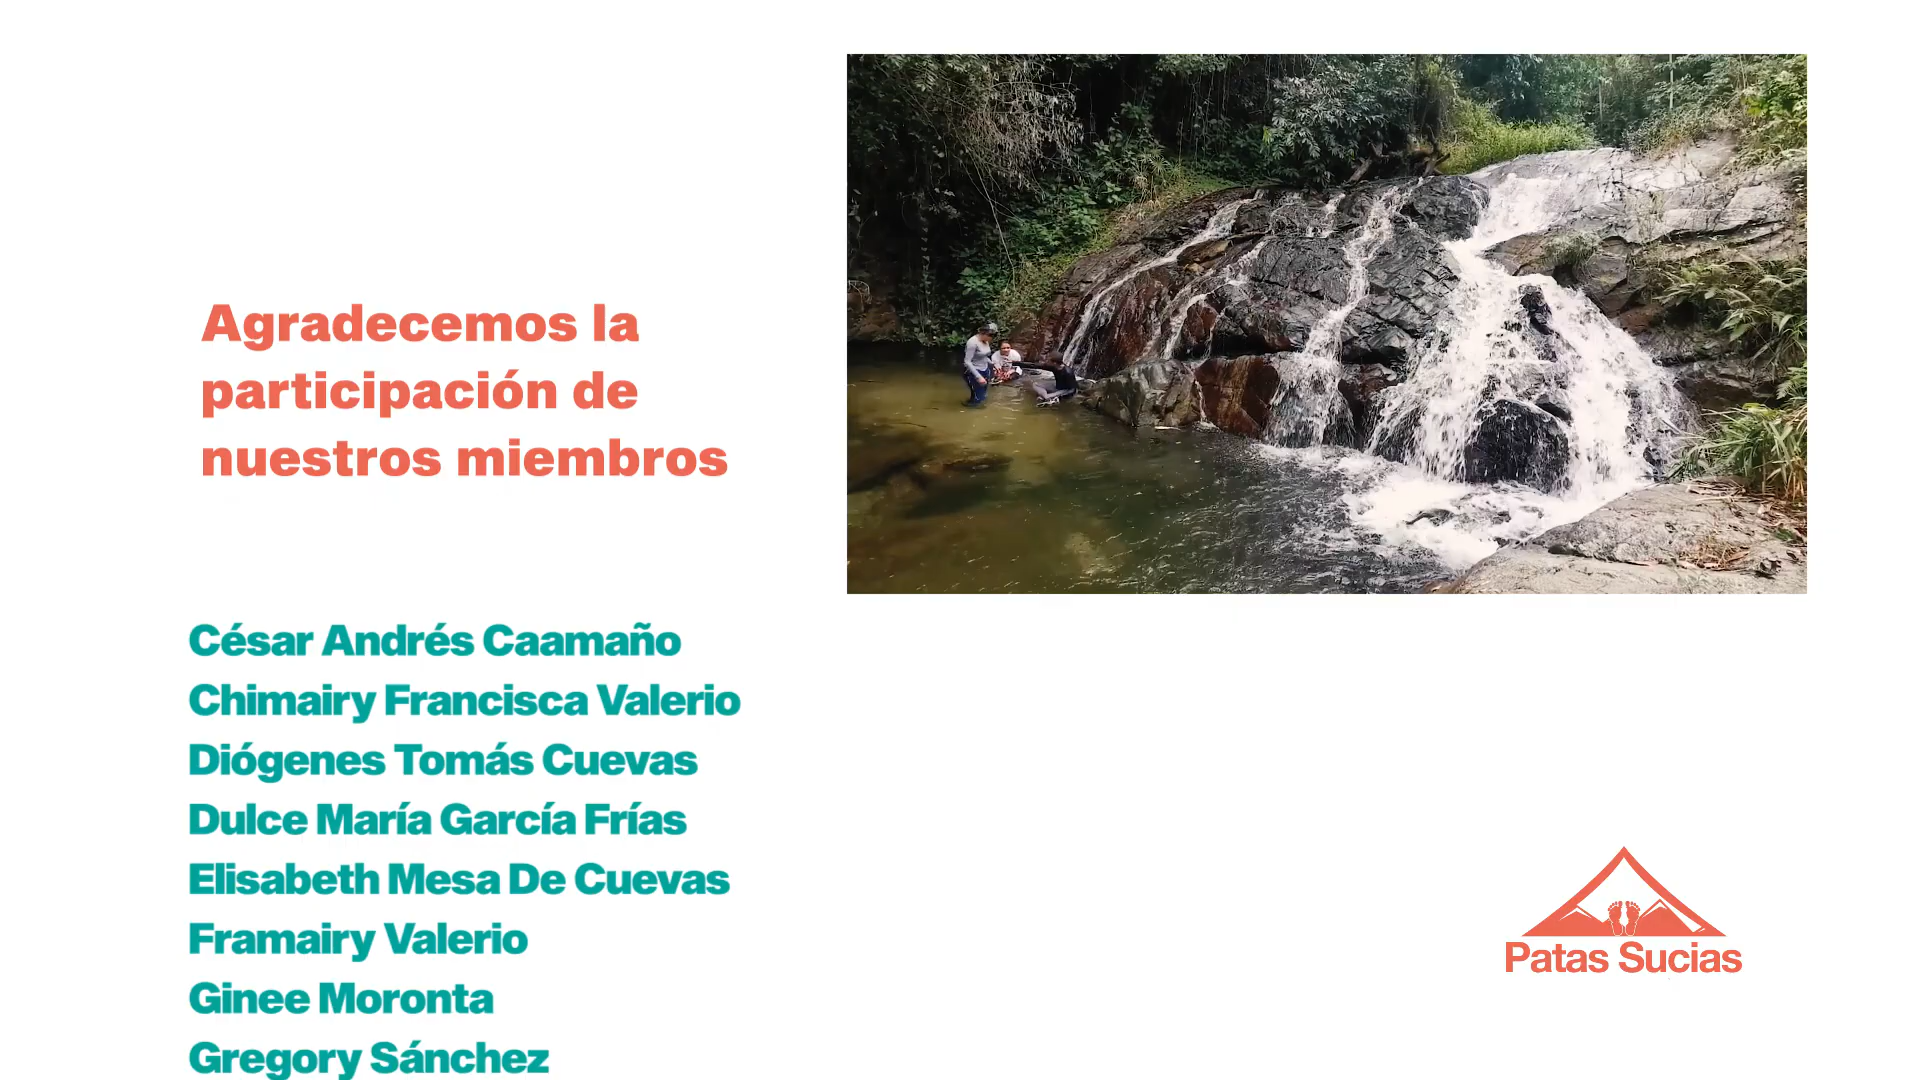 Agradecemos la
participación de
nuestros miembros
César Andrés Caamaño
Chimairy Francisca Valerio
Diógenes Tomás Cuevas
Dulce María García Frías
Elisabeth Mesa De Cuevas
Framairy Valerio
Ginee Moronta
Gregory Sánchez
Patas Sucias